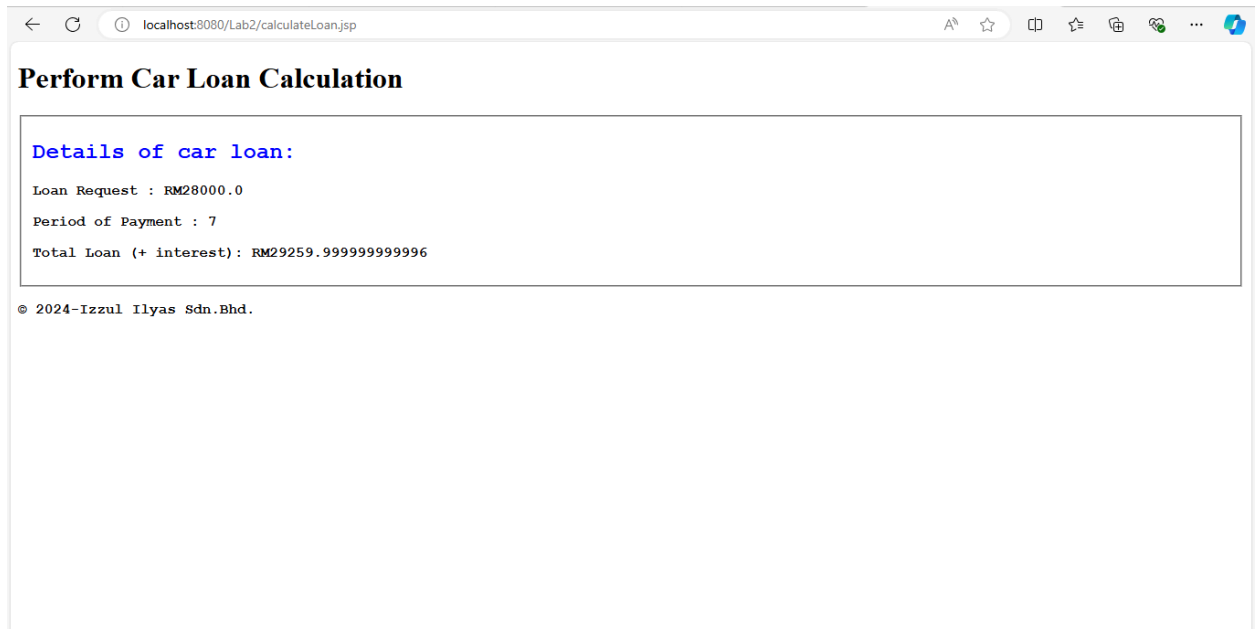 localhost:8080/Lab2/calculateLoan.jsp
Perform Car Loan Calculation
Details of car loan:
Loan Request : RM28000.0
Period of Payment : 7
Total Loan (+ interest): RM29259.999999999996
© 2024-Izzul Ilyas Sdn.Bhd.